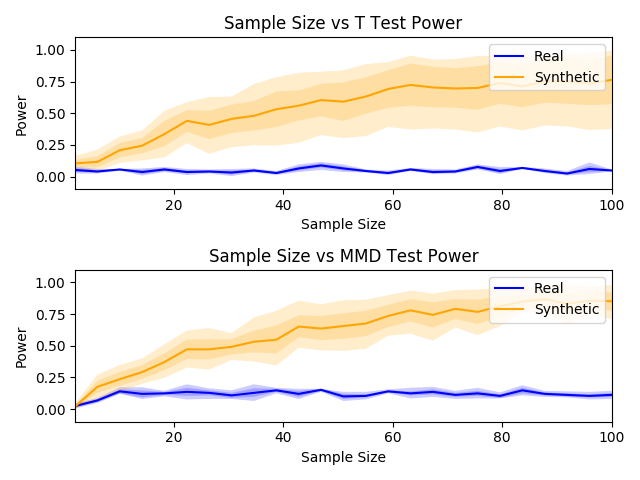 Sample Size vs T Test Power
1.00
0.75
0.50
0.25
0.00
Power
Real
Synthetic
20
40
60
80
100
Sample Size
Sample Size vs MMD Test Power
1.00
0.75
0.50
0.25
0.00
Power
Real
Synthetic
20
40
60
80
100
Sample Size